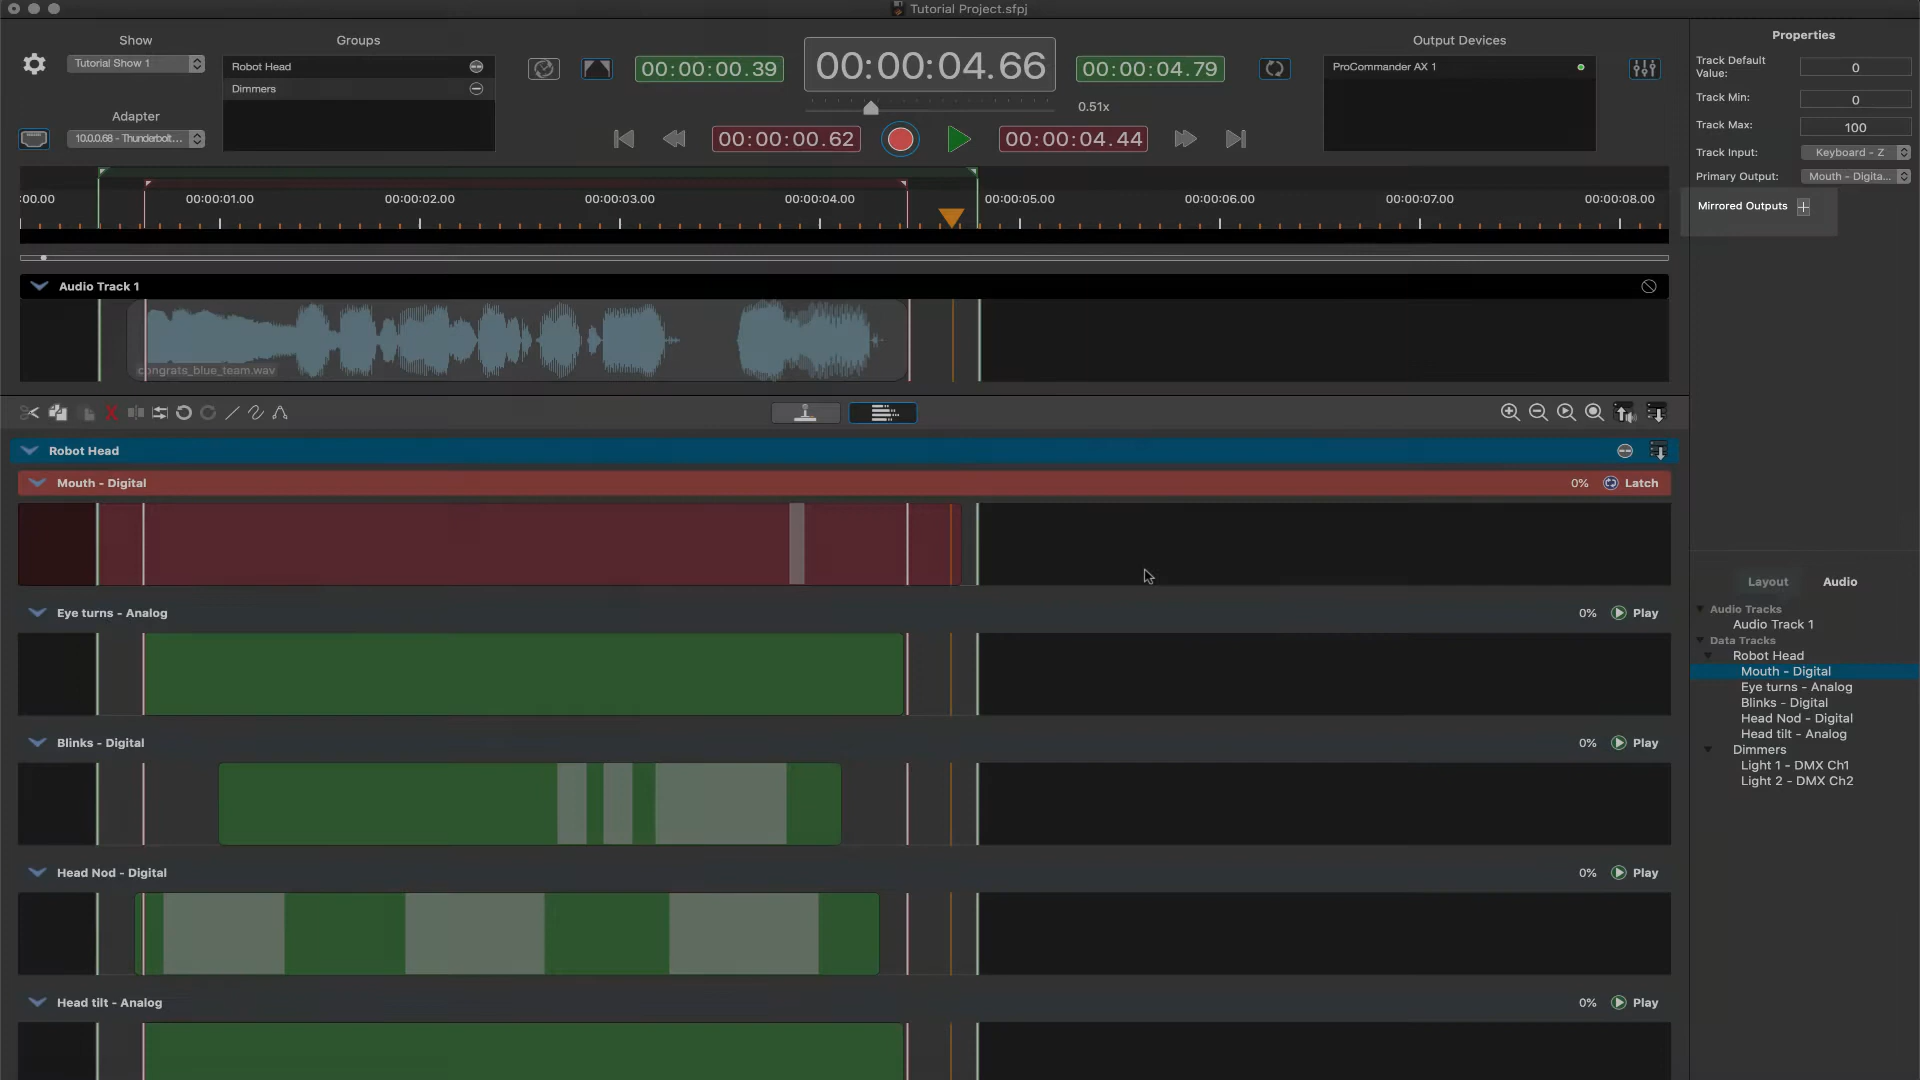 Tutorial Project.sfpj
Show
Tutorial Show 1
Adapter
10.0.0.68 - Thunderbolt...
Groups
Robot Head
Dimmers
00:00:00.39
00:00:04.66
00:00:04.79
0.51x
00:00:00.62
00:00:04.44
Output Devices
ProCommander AX 1
Properties
Track Default Value:
0
Track Min:
0
Track Max:
100
Track Input:
Keyboard - Z
Primary Output:
Mouth - Digita...
Mirrored Outputs
:00.00
00:00:01.00
00:00:02.00
00:00:03.00
00:00:04.00
00:00:05.00
00:00:06.00
00:00:07.00
00:00:08.00
Audio Track 1
congrats_blue_team.wav
Robot Head
Mouth - Digital
0%
Latch
Eye turns - Analog
0%
Play
Blinks - Digital
0%
Play
Head Nod - Digital
0%
Play
Head tilt - Analog
0%
Play
Layout
Audio
Audio Tracks
Audio Track 1
Data Tracks
Robot Head
Mouth - Digital
Eye turns - Analog
Blinks - Digital
Head Nod - Digital
Head tilt - Analog
Dimmers
Light 1 - DMX Ch1
Light 2 - DMX Ch2